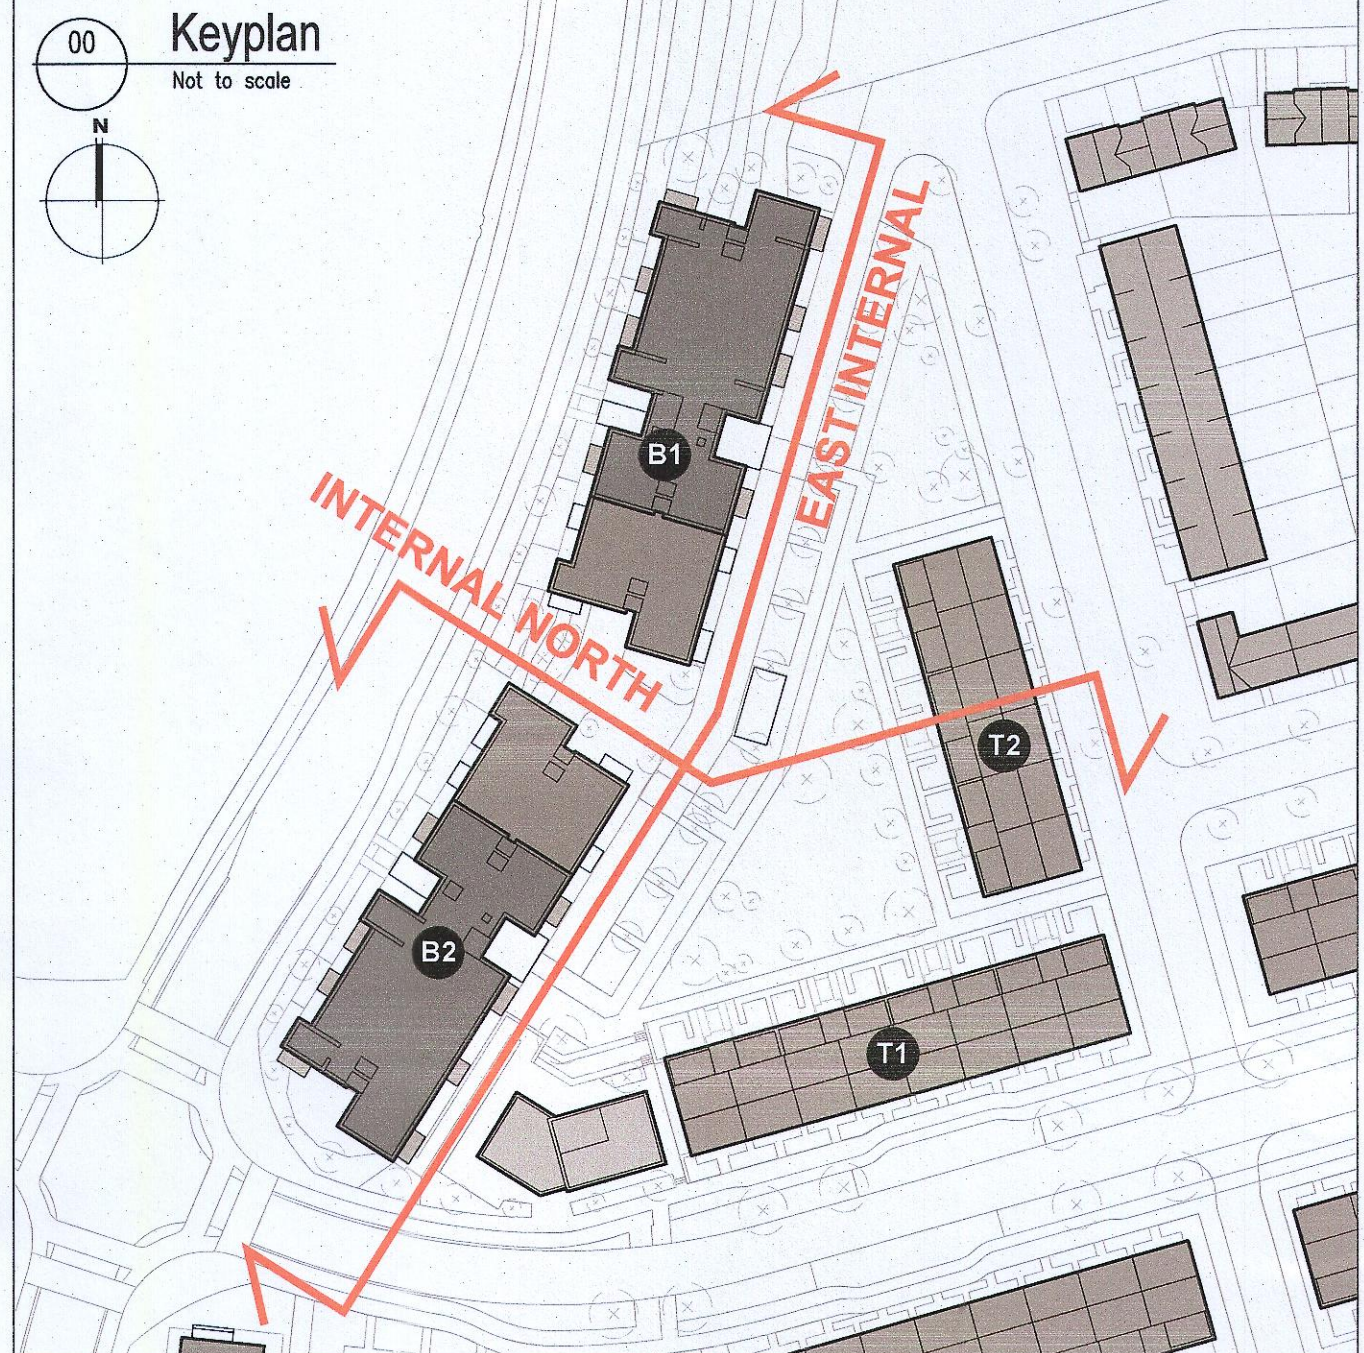 00
Keyplan
Not to scale
N
EAST INTERNAL
B1
INTERNAL NORTH
T2
B2
T1